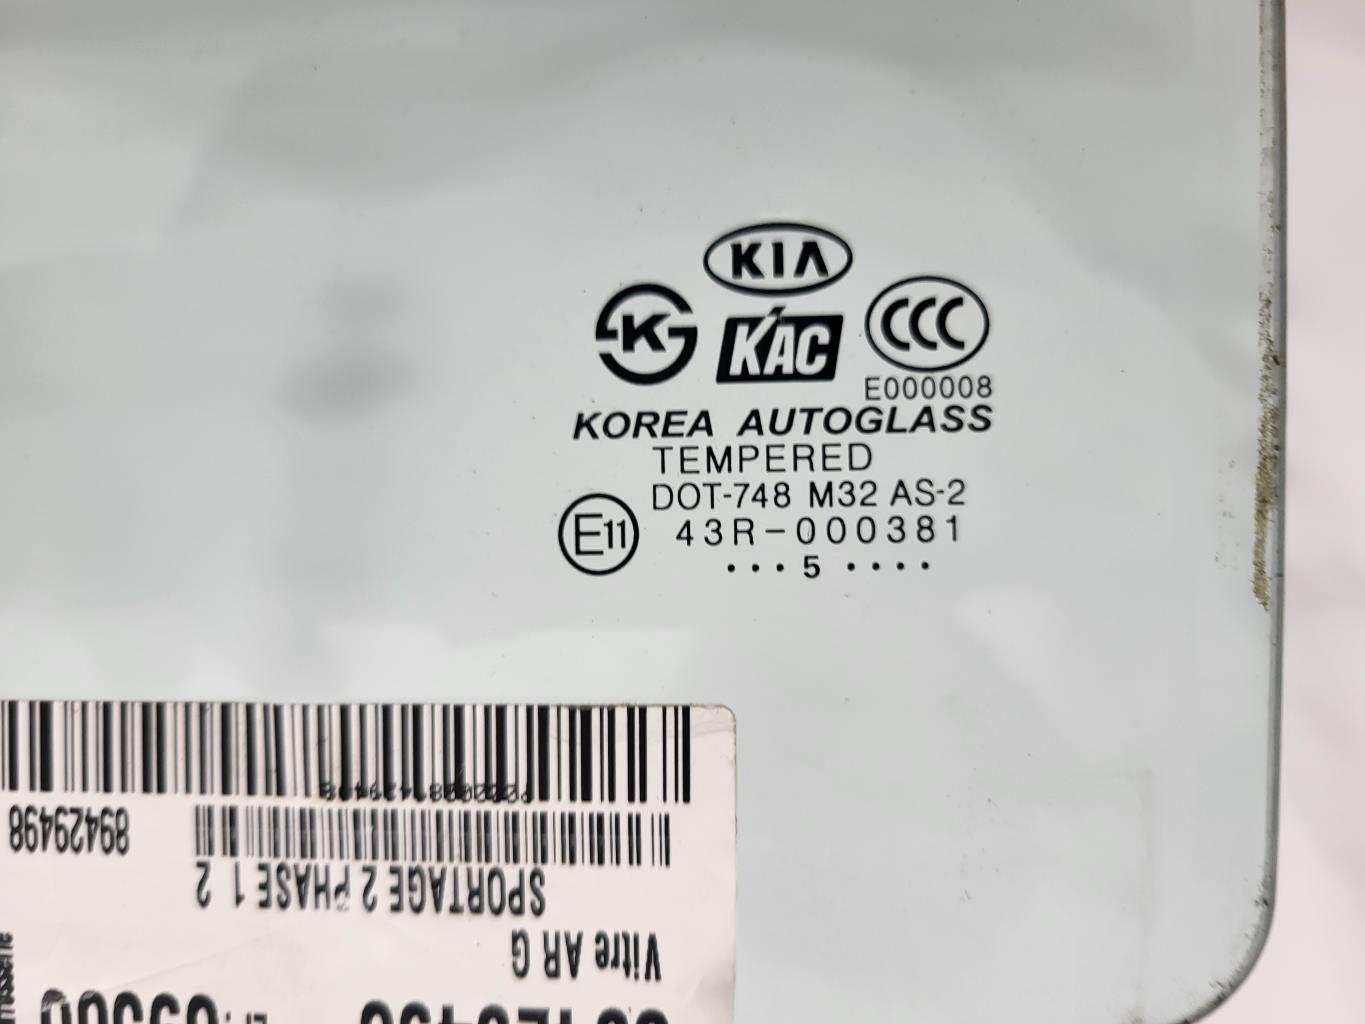 KIA
K
KAC
CCC
E000008
KOREA AUTOGLASS
TEMPERED
DOT-748 M32 AS-2
E11 43R-000381
••• 5 ••••
Vitre AR G
SPORTAGE 2 PHASE 1 2
89429498